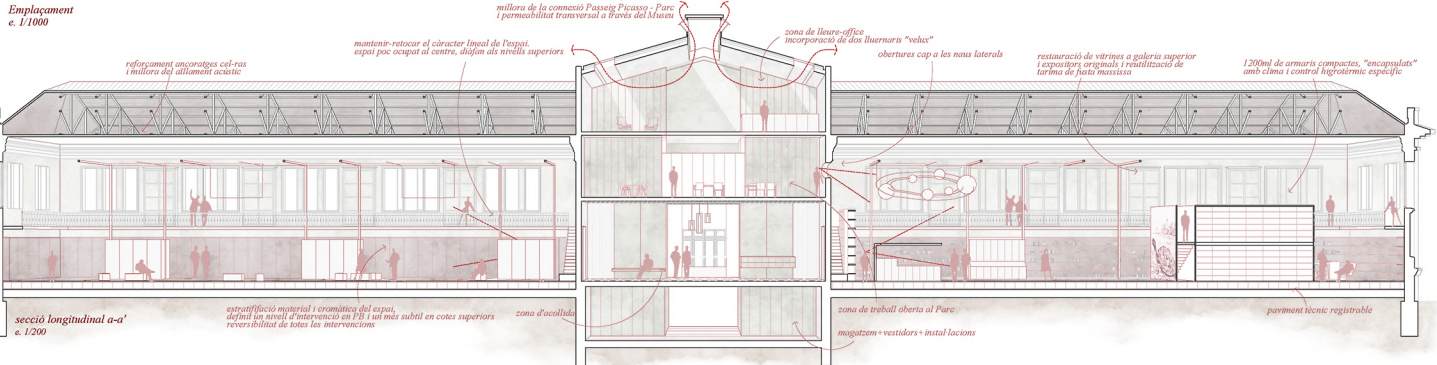 Emplaçament
e. 1/1000
millora de la connexió Passeig Picasso - Parc
i permeabilitat transversal a través del Museu
zona de lleure-office
incorporació de dos lluernaris "velux"
mantenir-retocar el càracter lineal de l'espai.
espai poc ocupat al centre, diàfan als nivells superiors
obertures cap a les naus laterals
restauració de vitrines a galeria superior
i expositors originals i reutilització de
tarima de fusta massissa
reforçament ancoratges cel-ras
i millora del aïllament acústic
1200ml de armaris compactes, "encapsulats"
amb clima i control higrotèrmic específic
estratififació material i cromàtica del espai,
definit un nivell d'intervenció en PB i un més subtil en cotes superiors
reversibilitat de totes les intervencions
zona d'acollida
zona de treball oberta al Parc
paviment tècnic registrable
secció longitudinal a-a'
e. 1/200
magatzem+vestidors+instal·lacions